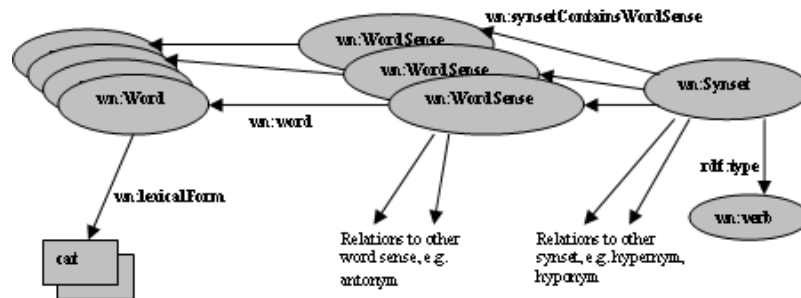 wn:synsetContainsWordSense
wn:WordSense
wn:WordSense
wn:WordSense
wn:Word
wn:Synset
wn:word
rdf:type
wn:lexicalForm
wn:verb
cat
Relations to other
word sense, e.g.
antonym
Relations to other
synset, e.g. hypernym,
hyponym